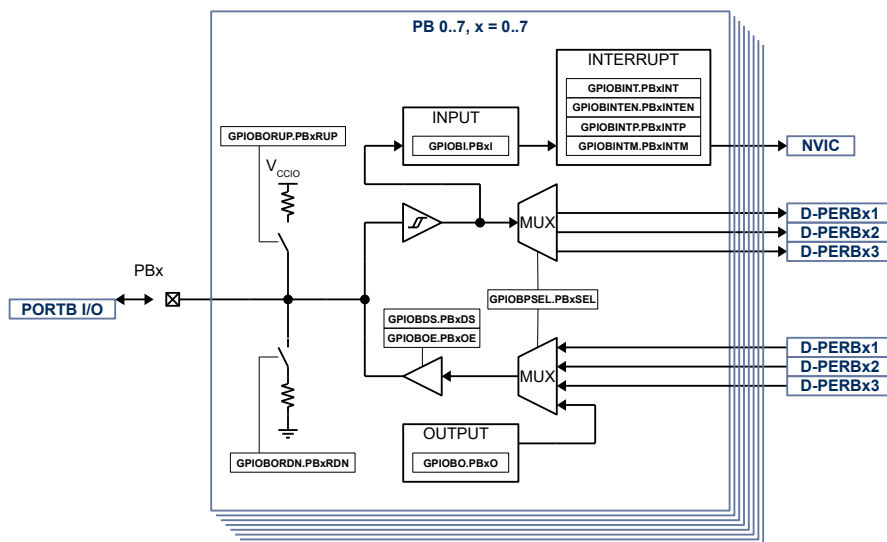 PB 0..7, x = 0..7
INTERRUPT
GPIOBINT.PBxINT
GPIOBINTEN.PBxINTEN
GPIOBINTP.PBxINTP
GPIOBINTM.PBxINTM
INPUT
GPIOBI.PBxI
GPIOBORUP.PBxRUP
NVIC
VCCIO
MUX
D-PERBx1
D-PERBx2
D-PERBx3
PBx
PORTB I/O
GPIOBPSEL.PBxSEL
GPIOBDS.PBxDS
GPIOBOE.PBxOE
MUX
D-PERBx1
D-PERBx2
D-PERBx3
OUTPUT
GPIOBO.PBxO
GPIOBORDN.PBxRDN